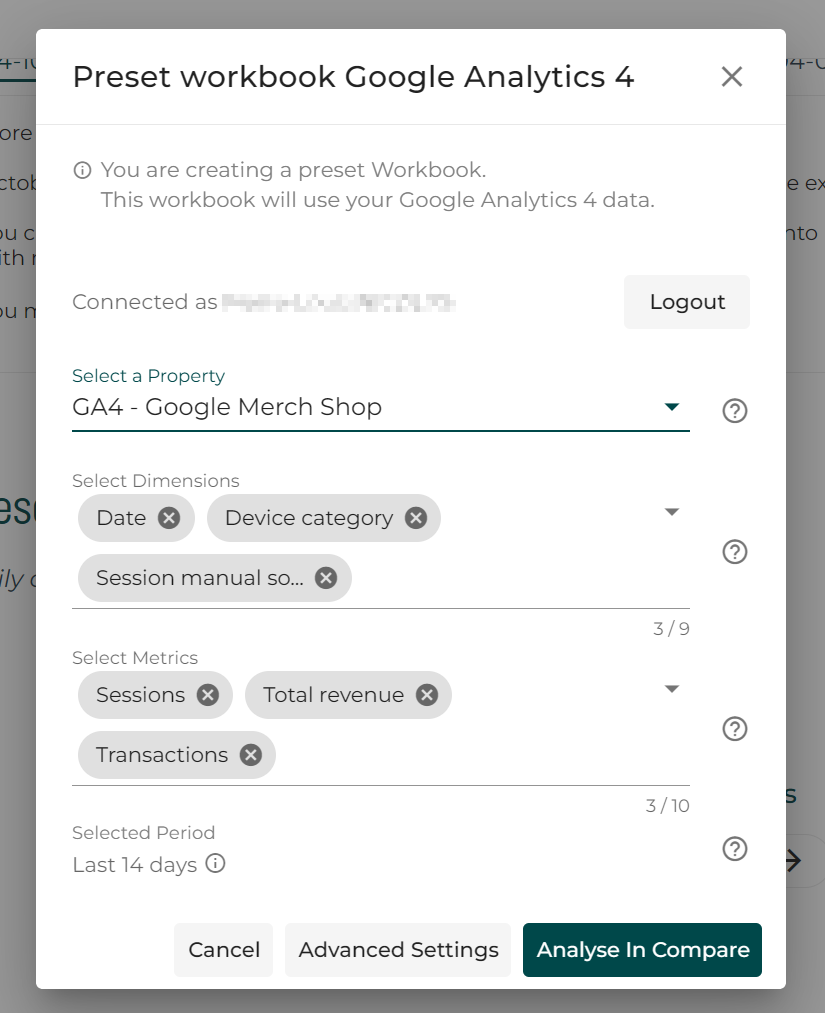 Preset workbook Google Analytics 4
You are creating a preset Workbook.
This workbook will use your Google Analytics 4 data.
Connected as
Logout
Select a Property
GA4 - Google Merch Shop
Select Dimensions
Date
Device category
Session manual so...
3 / 9
Select Metrics
Sessions
Total revenue
Transactions
3 / 10
Selected Period
Last 14 days
Cancel
Advanced Settings
Analyse In Compare